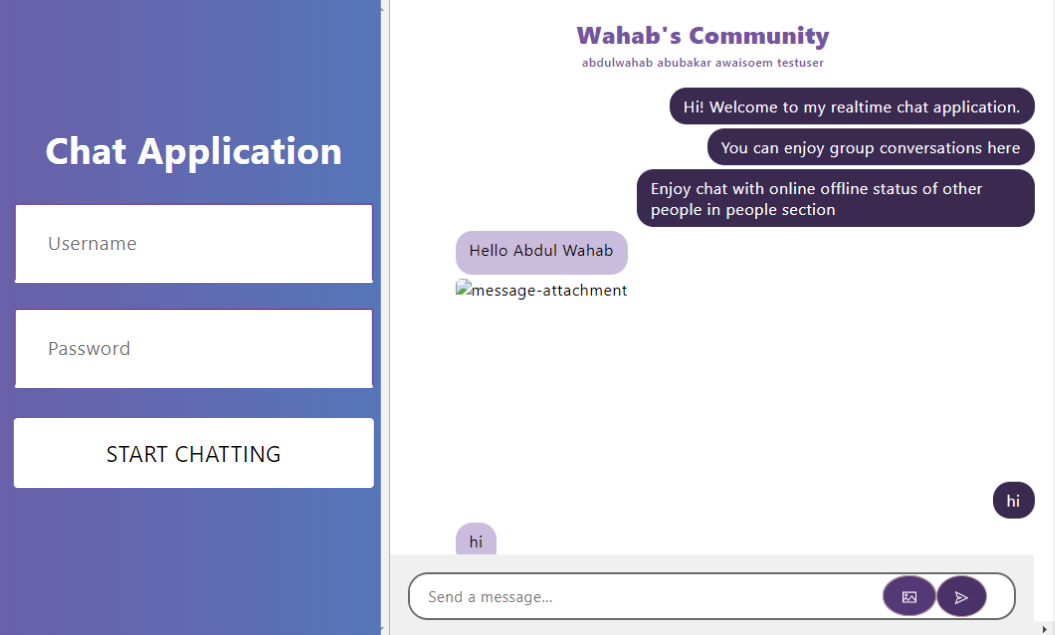 Chat Application
Username
Password
START CHATTING
Wahab's Community
abdulwahab abubakar awaisoem testuser
Hi! Welcome to my realtime chat application.
You can enjoy group conversations here
Enjoy chat with online offline status of other
people in people section
Hello Abdul Wahab
message-attachment
hi
hi
Send a message...